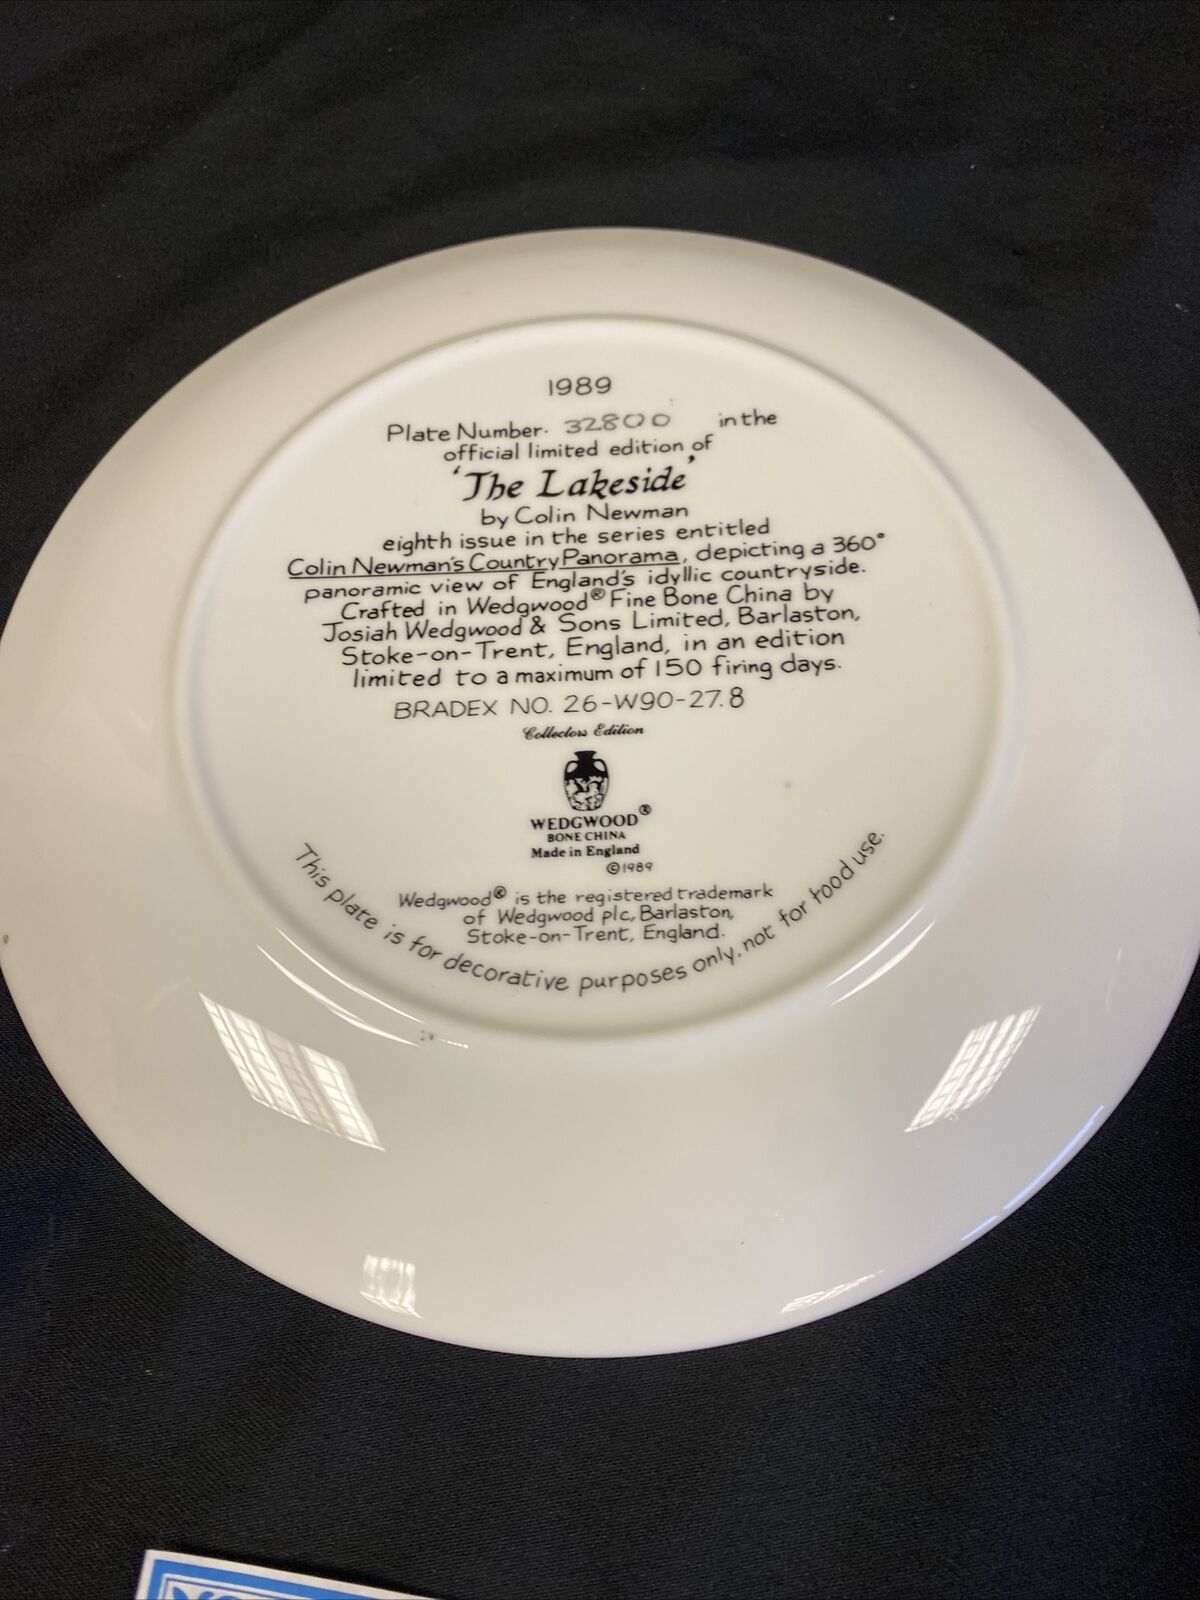 1989
Plate Number. 32800 in the
official limited edition of
'The Lakeside'
by Colin Newman
eighth issue in the series entitled
Colin Newman's Country Panorama, depicting a 360°
panoramic view of England's idyllic countryside.
Crafted in Wedgwood® Fine Bone China by
Josiah Wedgwood & Sons Limited, Barlaston,
Stoke-on-Trent, England, in an edition
limited to a maximum of 150 firing days.
BRADEX NO. 26-W90-27.8
Collectors Edition
WEDGWOOD®
BONE CHINA
Made in England
©1989
Wedgwood® is the registered trademark
of Wedgwood plc, Barlaston,
Stoke-on-Trent, England.
This plate is for decorative purposes only, not for food use.